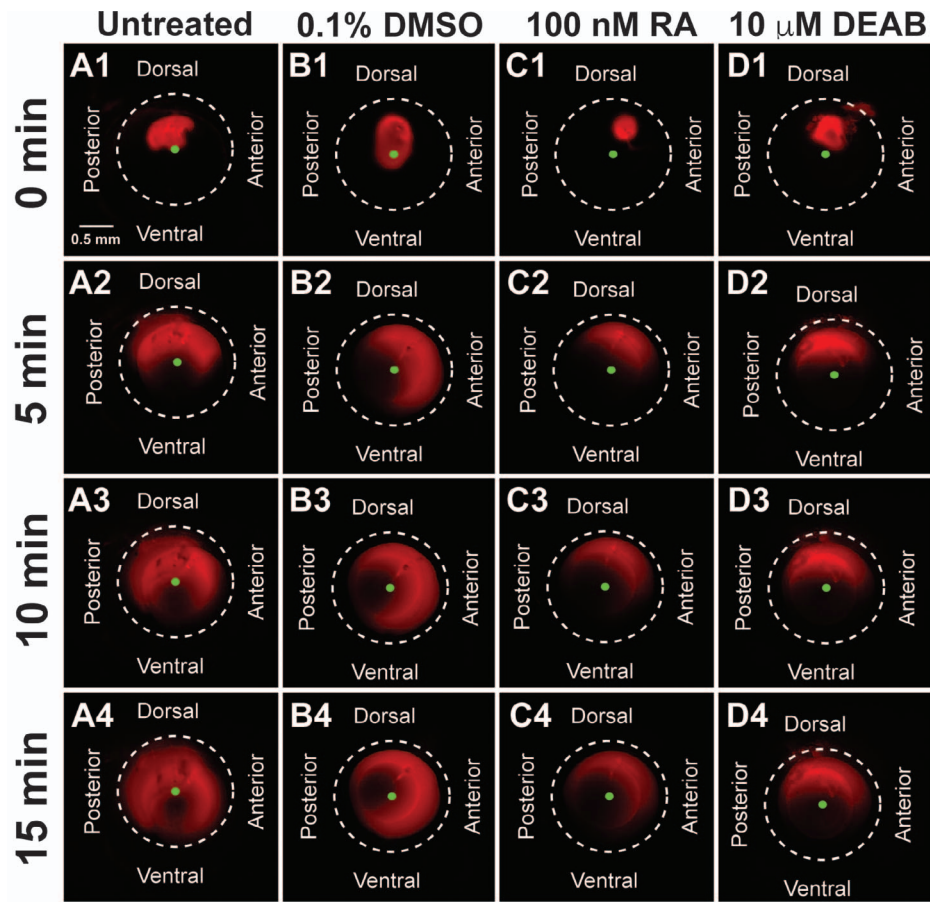 Untreated 0.1% DMSO 100 nM RA 10 μM DEAB
0 min
A1 Dorsal Posterior Anterior Ventral 0.5 mm
B1 Dorsal Posterior Anterior Ventral
C1 Dorsal Posterior Anterior Ventral
D1 Dorsal Posterior Anterior Ventral
5 min
A2 Dorsal Posterior Anterior Ventral
B2 Dorsal Posterior Anterior Ventral
C2 Dorsal Posterior Anterior Ventral
D2 Dorsal Posterior Anterior Ventral
10 min
A3 Dorsal Posterior Anterior Ventral
B3 Dorsal Posterior Anterior Ventral
C3 Dorsal Posterior Anterior Ventral
D3 Dorsal Posterior Anterior Ventral
15 min
A4 Dorsal Posterior Anterior Ventral
B4 Dorsal Posterior Anterior Ventral
C4 Dorsal Posterior Anterior Ventral
D4 Dorsal Posterior Anterior Ventral